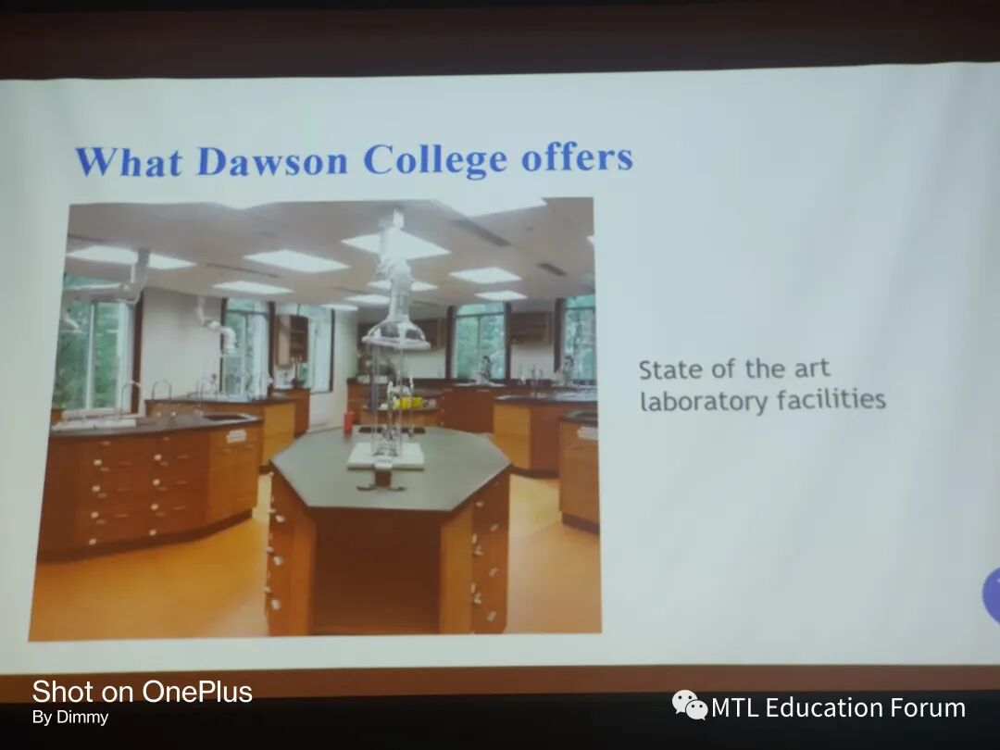 What Dawson College offers
State of the art
laboratory facilities
Shot on OnePlus
By Dimmy
MTL Education Forum